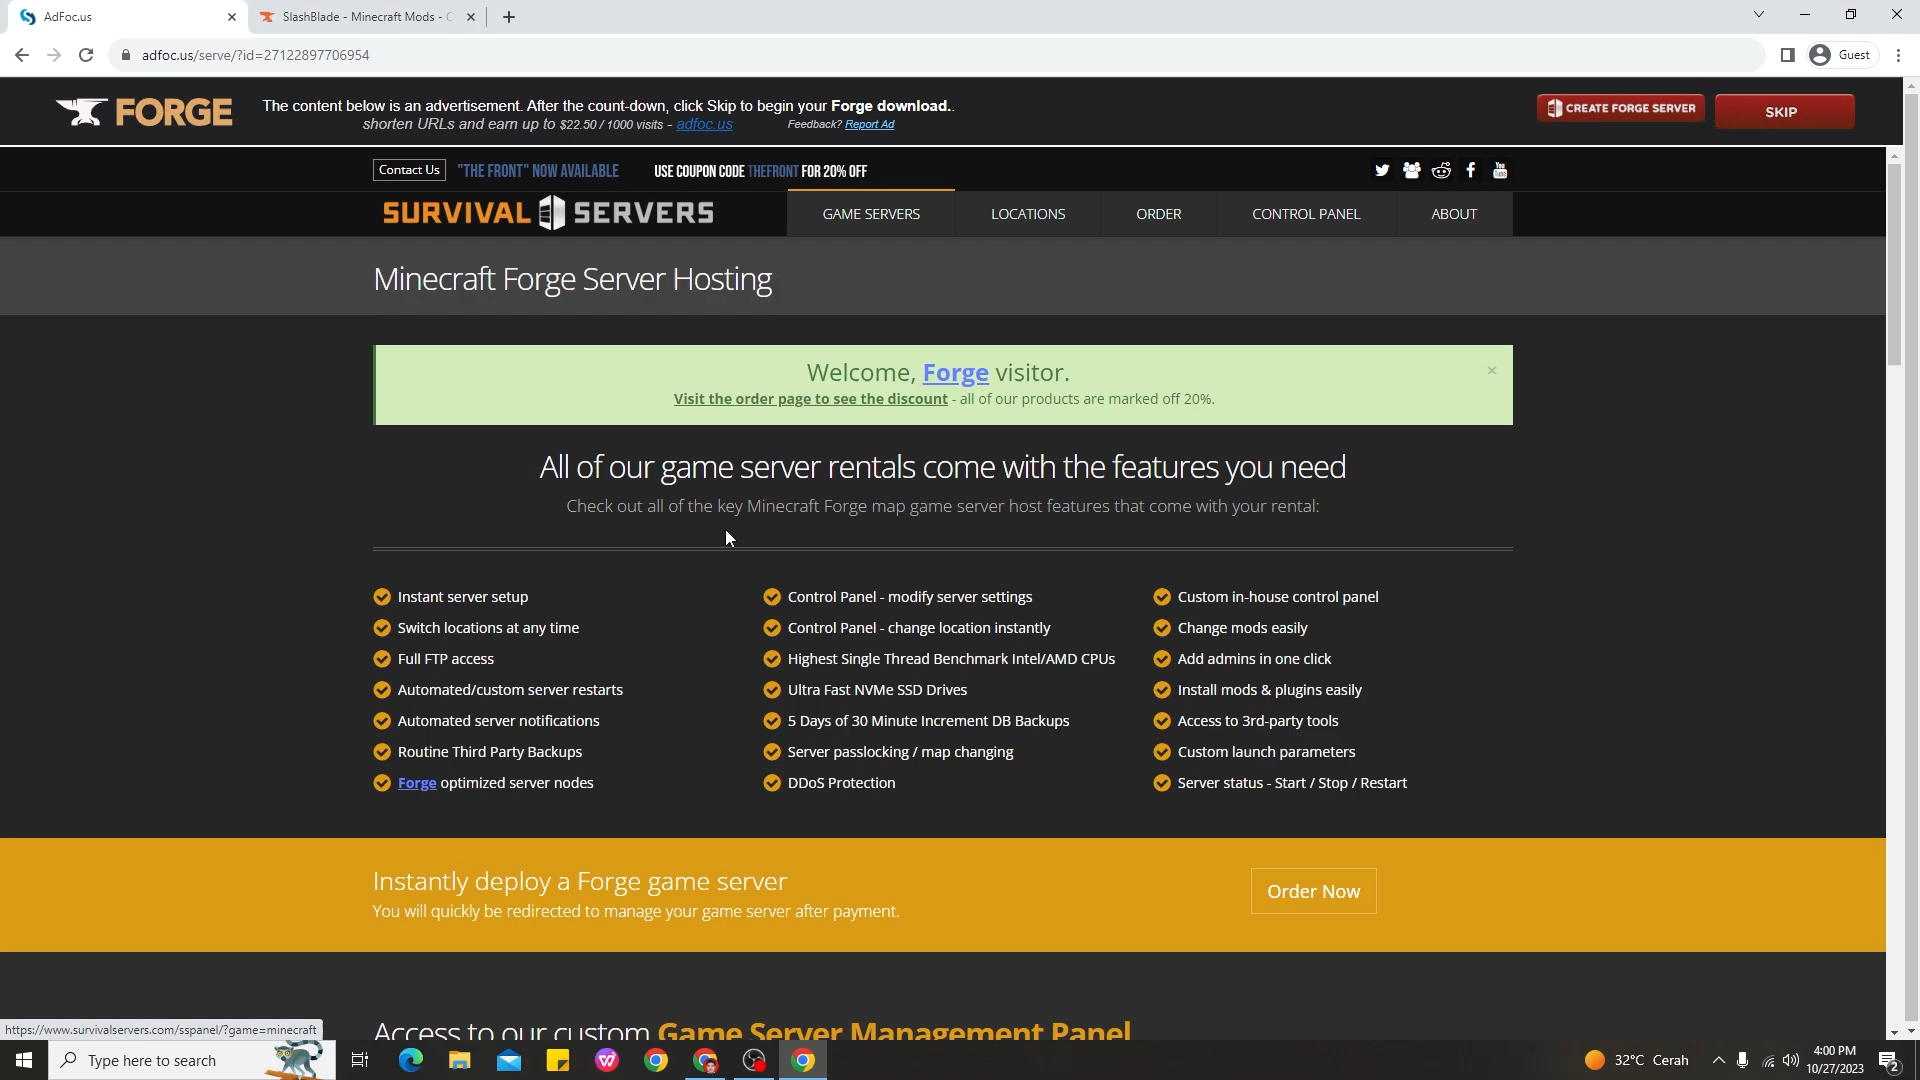 AdFoc.us
SlashBlade - Minecraft Mods - C
adfoc.us/serve/?id=27122897706954
Guest
FORGE
The content below is an advertisement. After the count-down, click Skip to begin your Forge download..
shorten URLs and earn up to $22.50 / 1000 visits - adfoc.us
Feedback? Report Ad
CREATE FORGE SERVER
SKIP
Contact Us
"THE FRONT" NOW AVAILABLE
USE COUPON CODE THEFRONT FOR 20% OFF
You Tube
SURVIVAL SERVERS
GAME SERVERS
LOCATIONS
ORDER
CONTROL PANEL
ABOUT
Minecraft Forge Server Hosting
Welcome, Forge visitor.
Visit the order page to see the discount - all of our products are marked off 20%.
All of our game server rentals come with the features you need
Check out all of the key Minecraft Forge map game server host features that come with your rental:
Instant server setup
Switch locations at any time
Full FTP access
Automated/custom server restarts
Automated server notifications
Routine Third Party Backups
Forge optimized server nodes
Control Panel - modify server settings
Control Panel - change location instantly
Highest Single Thread Benchmark Intel/AMD CPUs
Ultra Fast NVMe SSD Drives
5 Days of 30 Minute Increment DB Backups
Server passlocking / map changing
DDoS Protection
Custom in-house control panel
Change mods easily
Add admins in one click
Install mods & plugins easily
Access to 3rd-party tools
Custom launch parameters
Server status - Start / Stop / Restart
Instantly deploy a Forge game server
You will quickly be redirected to manage your game server after payment.
Order Now
Access to our custom Game Server Management Panel
https://www.survivalservers.com/sspanel/?game=minecraft
Type here to search
32°C Cerah
4:00 PM
10/27/2023
2